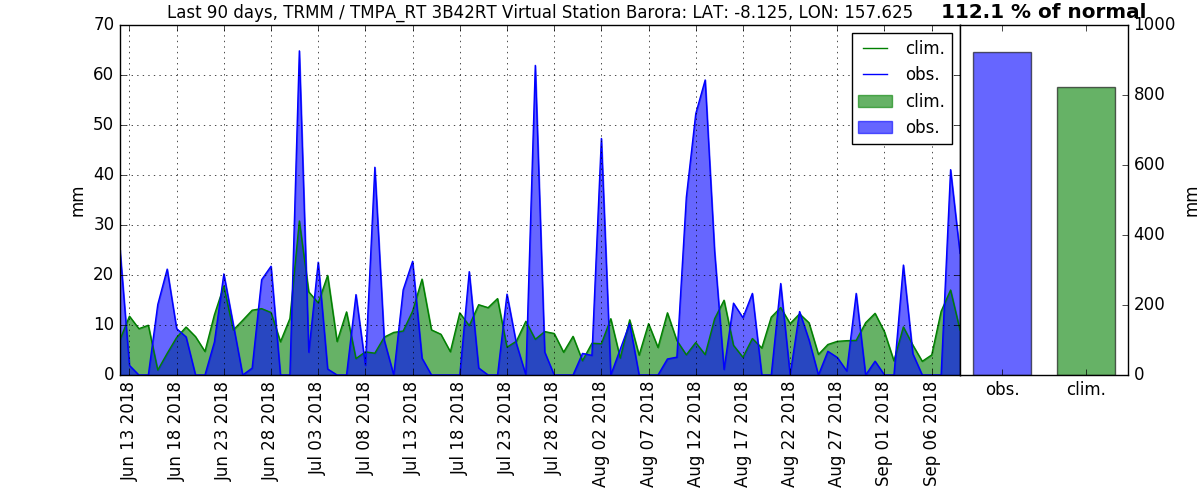 Last 90 days, TRMM / TMPA_RT 3B42RT Virtual Station Barora: LAT: -8.125, LON: 157.625
112.1 % of normal
clim.
obs.
clim.
obs.
70
60
50
40
30
20
10
0
mm
Jun 13 2018
Jun 18 2018
Jun 23 2018
Jun 28 2018
Jul 03 2018
Jul 08 2018
Jul 13 2018
Jul 18 2018
Jul 23 2018
Jul 28 2018
Aug 02 2018
Aug 07 2018
Aug 12 2018
Aug 17 2018
Aug 22 2018
Aug 27 2018
Sep 01 2018
Sep 06 2018
obs.
clim.
1000
800
600
400
200
0
mm